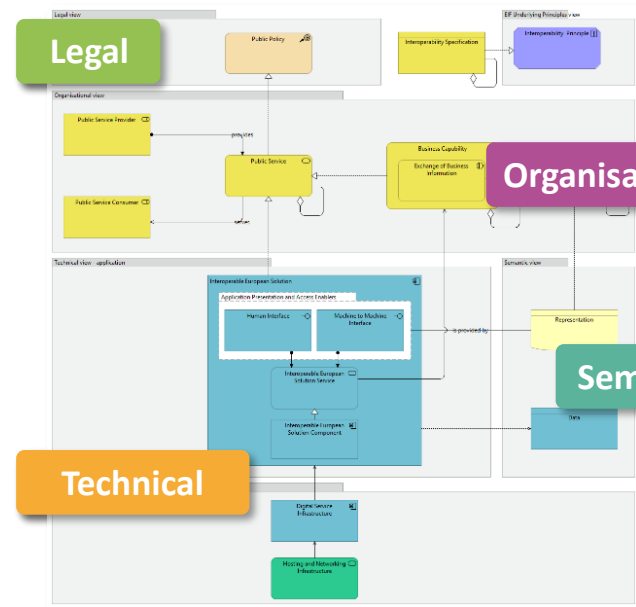 Legal view
EIF Underlying Principles view
Legal
Public Policy
Interoperability Specification
Interoperability Principle
Organisational view
Public Service Provider
provides
Public Service
Business Capability
Exchange of Business
Information
Organisa
Public Service Consumer
Technical view - application
Semantic view
Interoperable European Solution
Application Presentation and Access Enablers
Human Interface
Machine to Machine
Interface
is provided by
Representation
Interoperable European
Solution Service
Sem
Data
Interoperable European
Solution Component
Technical
Digital Service
Infrastructure
Hosting and Networking
Infrastructure